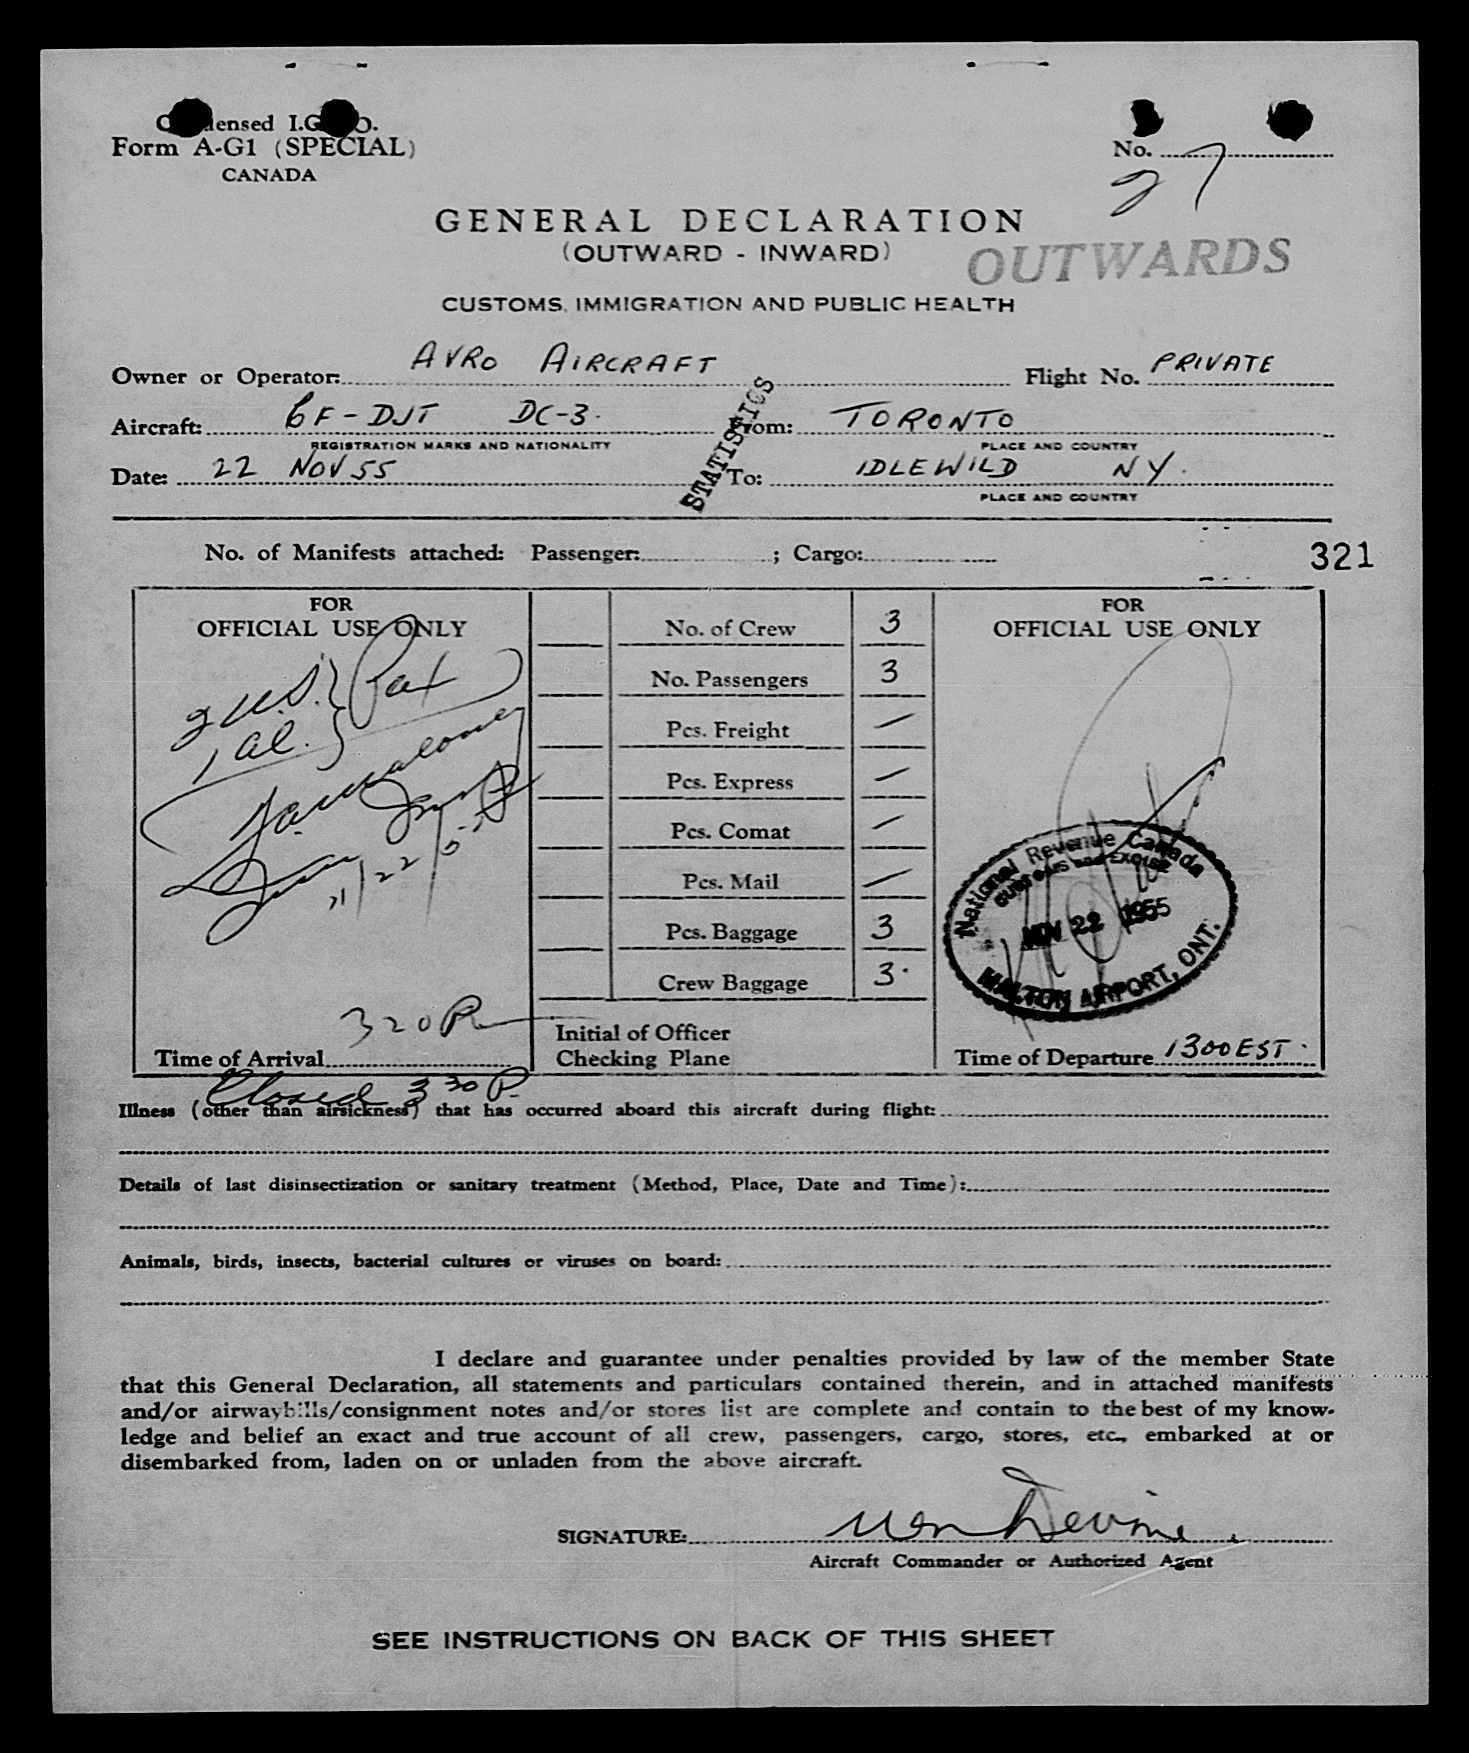 Condensed I.C.A.O.
Form A-G1 (SPECIAL)
CANADA
No.
27
GENERAL DECLARATION
(OUTWARD - INWARD)
OUTWARDS
CUSTOMS, IMMIGRATION AND PUBLIC HEALTH
Owner or Operator: AVRO AIRCRAFT Flight No. PRIVATE
Aircraft: CF-DJT DC-3. From: TORONTO
REGISTRATION MARKS AND NATIONALITY PLACE AND COUNTRY
STATISTICS
Date: 22 NOV 55 To: IDLEWILD NY.
PLACE AND COUNTRY
No. of Manifests attached: Passenger: ; Cargo:
321
FOR
OFFICIAL USE ONLY
2 U.S. } Pax
1 al. }
11/22/55
320 P
Time of Arrival
Closed 330 P.
No. of Crew 3
No. Passengers 3
Pcs. Freight /
Pcs. Express /
Pcs. Comat /
Pcs. Mail /
Pcs. Baggage 3
Crew Baggage 3.
Initial of Officer
Checking Plane
FOR
OFFICIAL USE ONLY
National Revenue Canada
CUSTOMS and EXCISE
NOV 22 1955
MALTON AIRPORT, ONT.
Time of Departure 1300 EST.
Illness (other than airsickness) that has occurred aboard this aircraft during flight:
Details of last disinsectization or sanitary treatment (Method, Place, Date and Time):
Animals, birds, insects, bacterial cultures or viruses on board:
I declare and guarantee under penalties provided by law of the member State
that this General Declaration, all statements and particulars contained therein, and in attached manifests
and/or airwaybills/consignment notes and/or stores list are complete and contain to the best of my know-
ledge and belief an exact and true account of all crew, passengers, cargo, stores, etc., embarked at or
disembarked from, laden on or unladen from the above aircraft.
SIGNATURE: Devine
Aircraft Commander or Authorized Agent
SEE INSTRUCTIONS ON BACK OF THIS SHEET